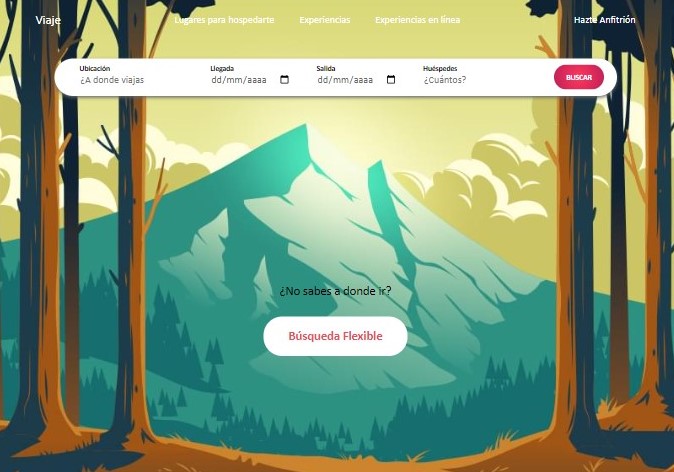 Viaje Lugares para hospedarte Experiencias Experiencias en línea Hazte Anfitrión
Ubicación Llegada Salida Huéspedes
¿A donde viajas dd/mm/aaaa dd/mm/aaaa ¿Cuántos?
BUSCAR
¿No sabes a donde ir?
Búsqueda Flexible